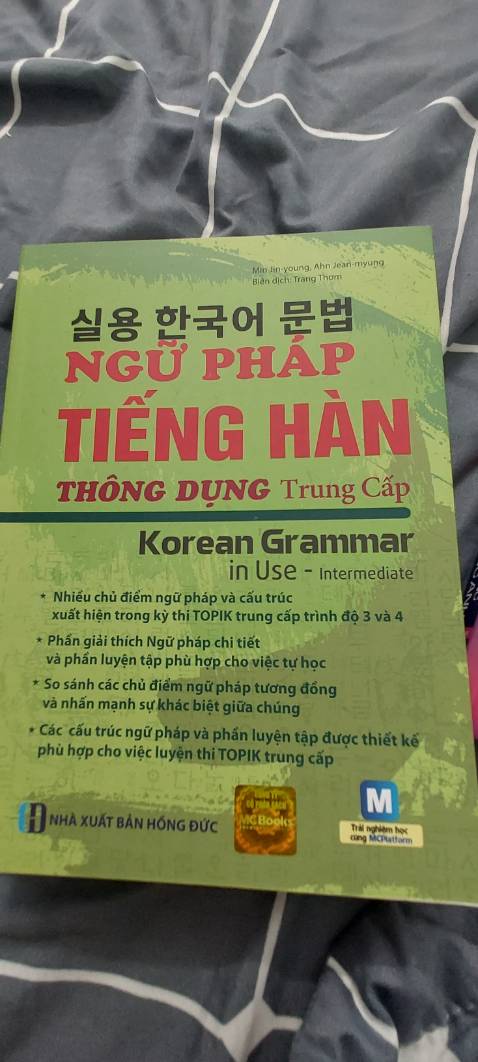 Min Jin-young, Ahn Jean-myung
Biên dịch: Trang Thơm
실용 한국어 문법
NGỮ PHÁP
TIẾNG HÀN
THÔNG DỤNG Trung Cấp
Korean Grammar
in Use - Intermediate
* Nhiều chủ điểm ngữ pháp và cấu trúc
xuất hiện trong kỳ thi TOPIK trung cấp trình độ 3 và 4
* Phần giải thích Ngữ pháp chi tiết
và phần luyện tập phù hợp cho việc tự học
* So sánh các chủ điểm ngữ pháp tương đồng
và nhấn mạnh sự khác biệt giữa chúng
* Các cấu trúc ngữ pháp và phần luyện tập được thiết kế
phù hợp cho việc luyện thi TOPIK trung cấp
NHÀ XUẤT BẢN HỒNG ĐỨC
CÔNG TY
CỔ PHẦN SÁCH
MCBooks
M
Trải nghiệm học
cùng MCPlatform